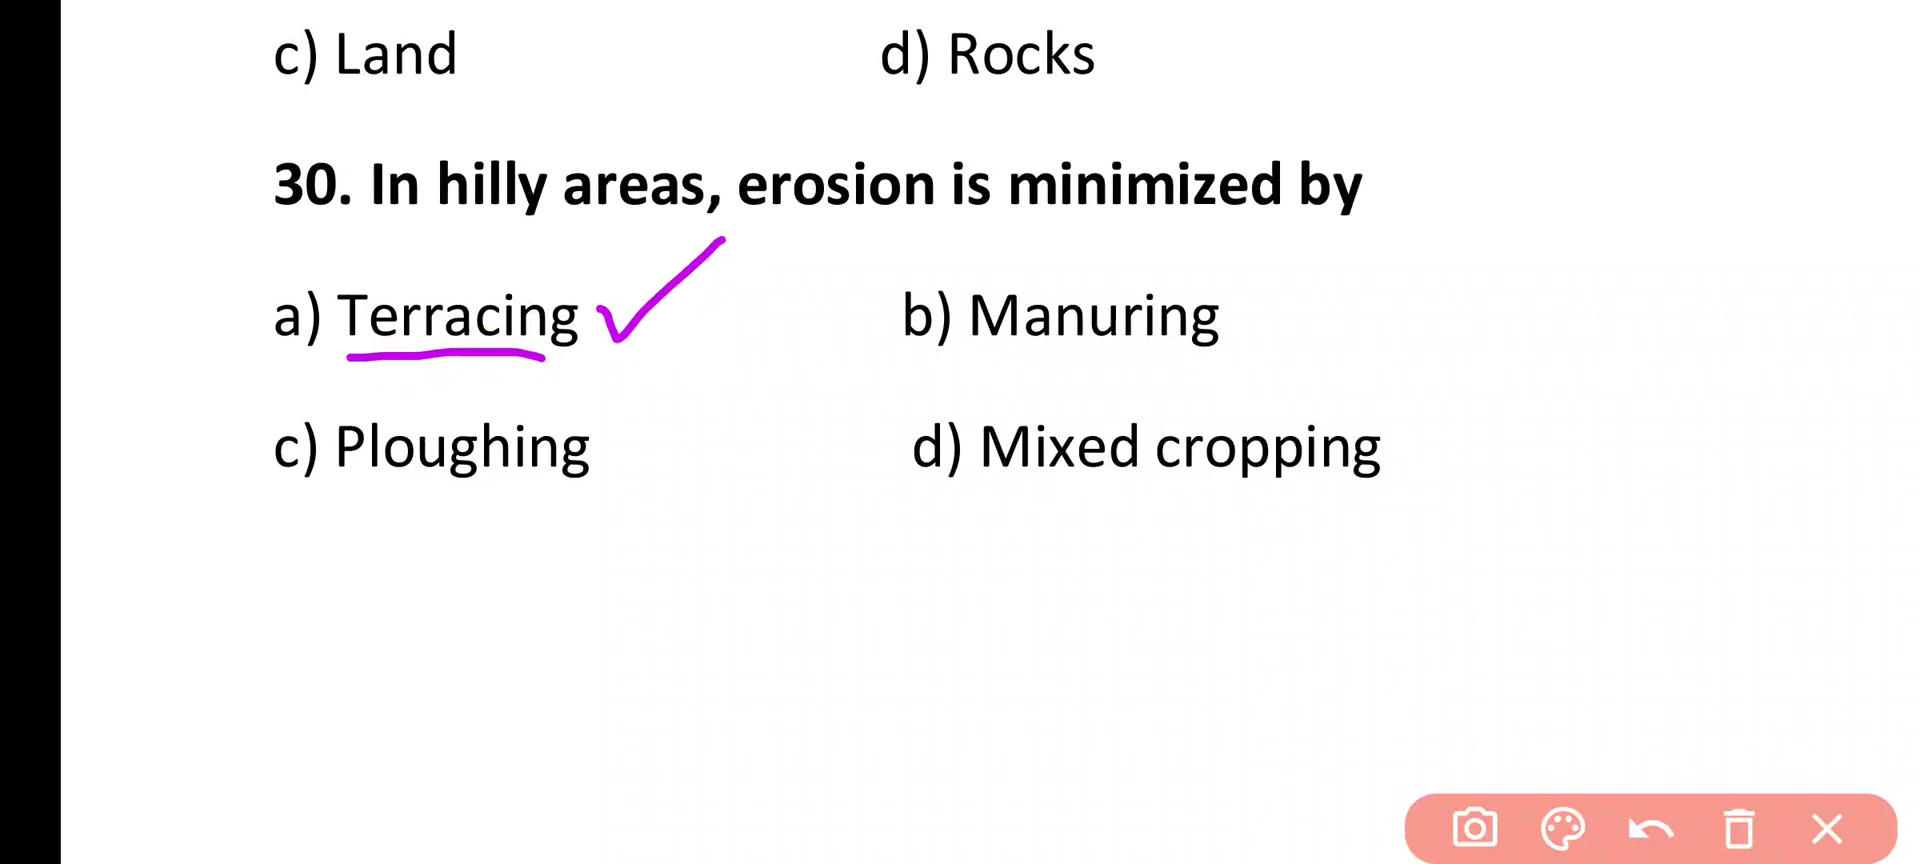 c) Land d) Rocks
30. In hilly areas, erosion is minimized by
a) Terracing b) Manuring
c) Ploughing d) Mixed cropping